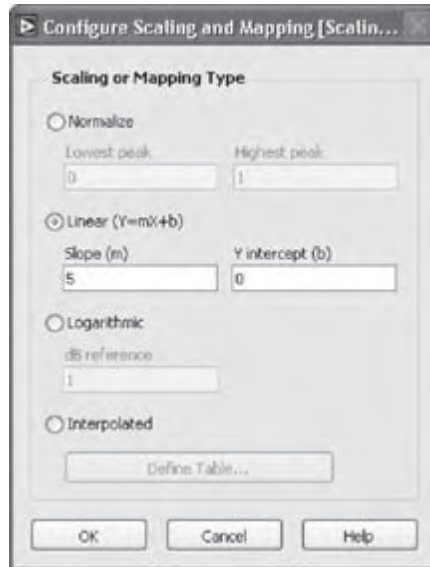 Configure Scaling and Mapping [Scalin...
Scaling or Mapping Type
Normalize
Lowest peak Highest peak
0 1
Linear (Y=mX+b)
Slope (m) Y intercept (b)
5 0
Logarithmic
dB reference
1
Interpolated
Define Table...
OK Cancel Help